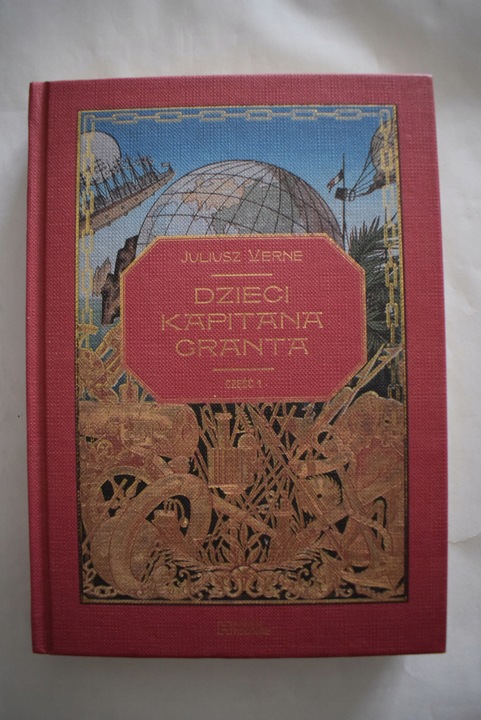 Juliusz Verne
DZIECI
KAPITANA
GRANTA
CZĘŚĆ 1